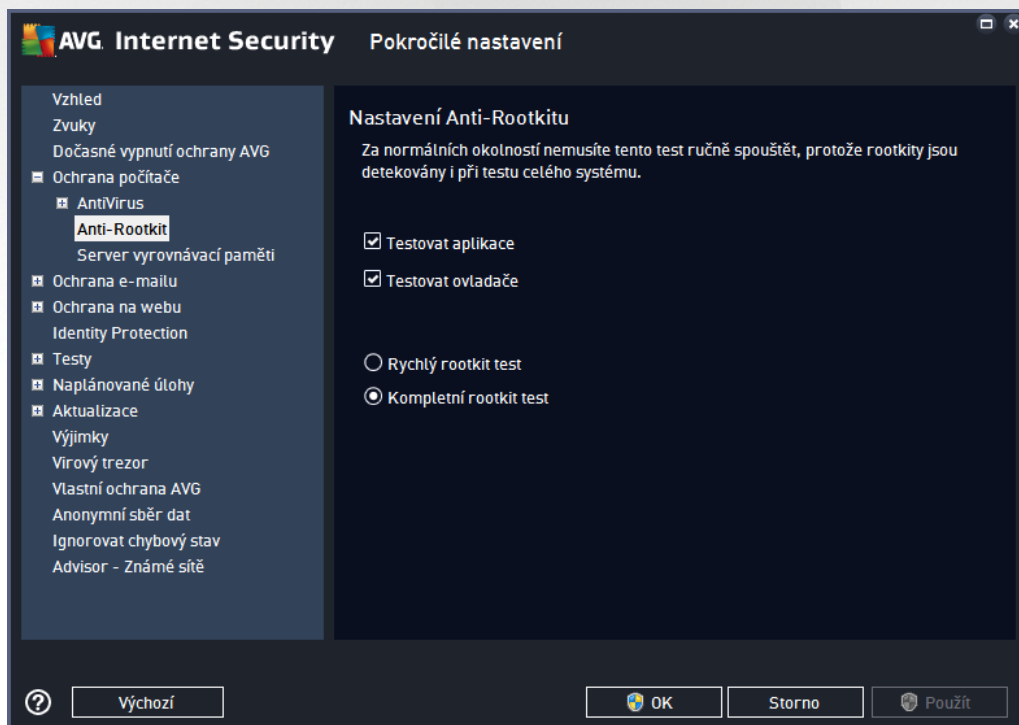 AVG. Internet Security Pokročilé nastavení
Vzhled
Zvuky
Dočasné vypnutí ochrany AVG
Ochrana počítače
AntiVirus
Anti-Rootkit
Server vyrovnávací paměti
Ochrana e-mailu
Ochrana na webu
Identity Protection
Testy
Naplánované úlohy
Aktualizace
Výjimky
Virový trezor
Vlastní ochrana AVG
Anonymní sběr dat
Ignorovat chybový stav
Advisor - Známé sítě
Nastavení Anti-Rootkitu
Za normálních okolností nemusíte tento test ručně spouštět, protože rootkity jsou
detekovány i při testu celého systému.
Testovat aplikace
Testovat ovladače
Rychlý rootkit test
Kompletní rootkit test
? Výchozí OK Storno Použít